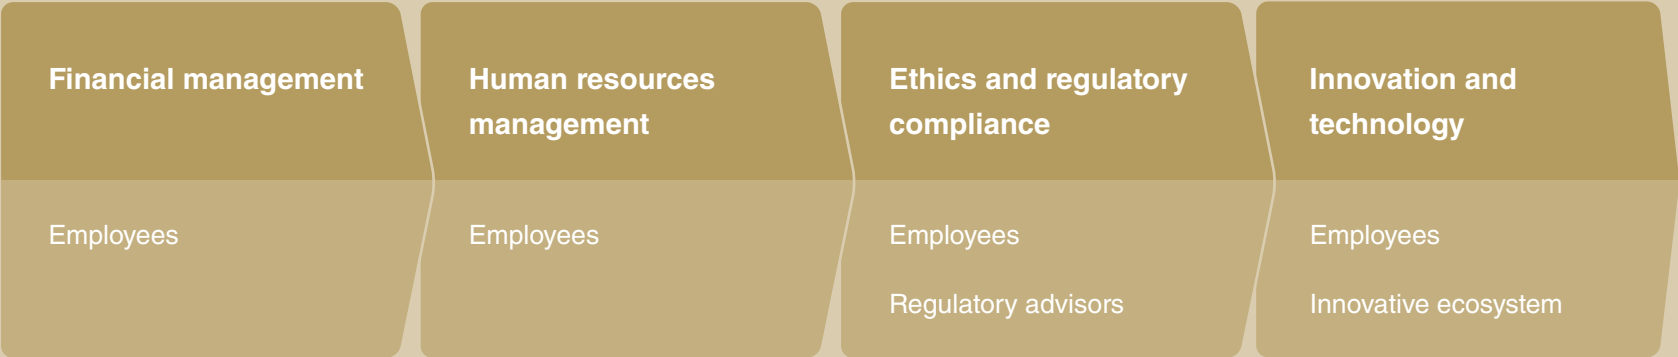 Financial management
Employees
Human resources
management
Employees
Ethics and regulatory
compliance
Employees
Regulatory advisors
Innovation and
technology
Employees
Innovative ecosystem